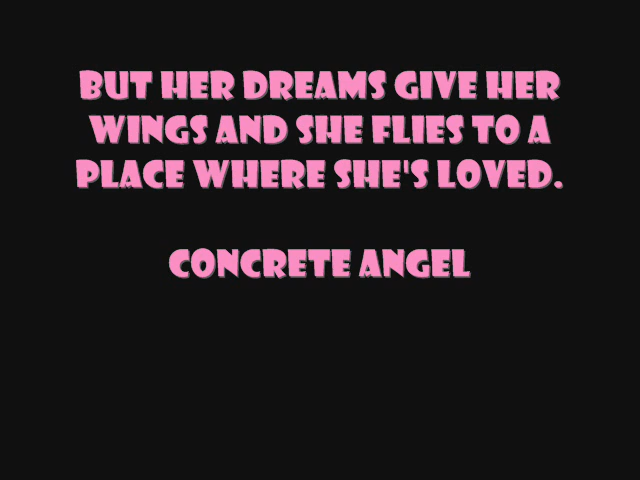 BUT HER DREAMS GIVE HER
WINGS AND SHE FLIES TO A
PLACE WHERE SHE'S LOVED.
CONCRETE ANGEL